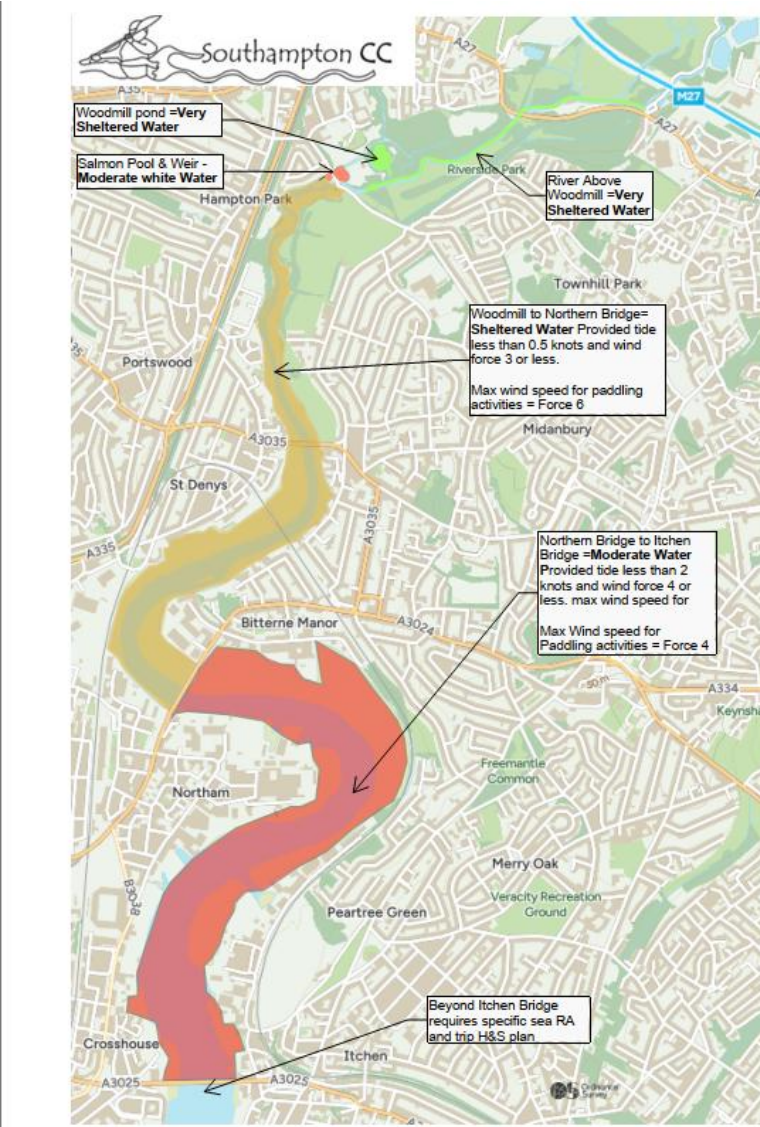 Southampton CC
A27
A35
M27
Woodmill pond =Very
Sheltered Water
A27
Salmon Pool & Weir -
Moderate white Water
Riverside Park
River Above
Woodmill =Very
Sheltered Water
Hampton Park
Townhill Park
Woodmill to Northern Bridge=
Sheltered Water Provided tide
less than 0.5 knots and wind
force 3 or less.
Max wind speed for paddling
activities = Force 6
Portswood
Midanbury
A3035
St Denys
A3035
A335
Northern Bridge to Itchen
Bridge =Moderate Water
Provided tide less than 2
knots and wind force 4 or
less. max wind speed for
Max Wind speed for
Paddling activities = Force 4
Bitterne Manor
A3024
50 m
A334
Keynsh
Freemantle
Common
Northam
Merry Oak
B3038
Veracity Recreation
Ground
Peartree Green
Beyond Itchen Bridge
requires specific sea RA
and trip H&S plan
Crosshouse
Itchen
A3025
A3025
Ordnance
Survey